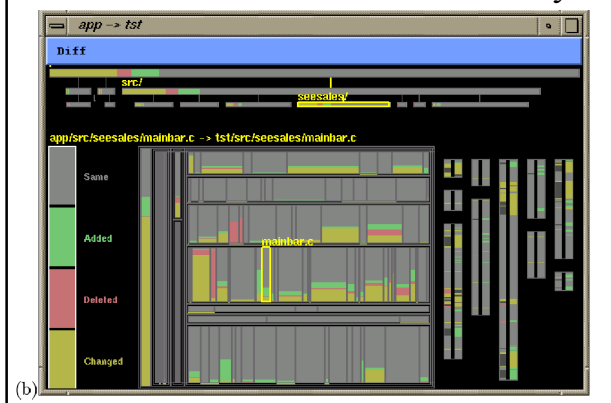 app -> tst
Diff
src/
seesales/
app/src/seesales/mainbar.c -> tst/src/seesales/mainbar.c
Same
Added
mainbar.c
Deleted
Changed
(b)